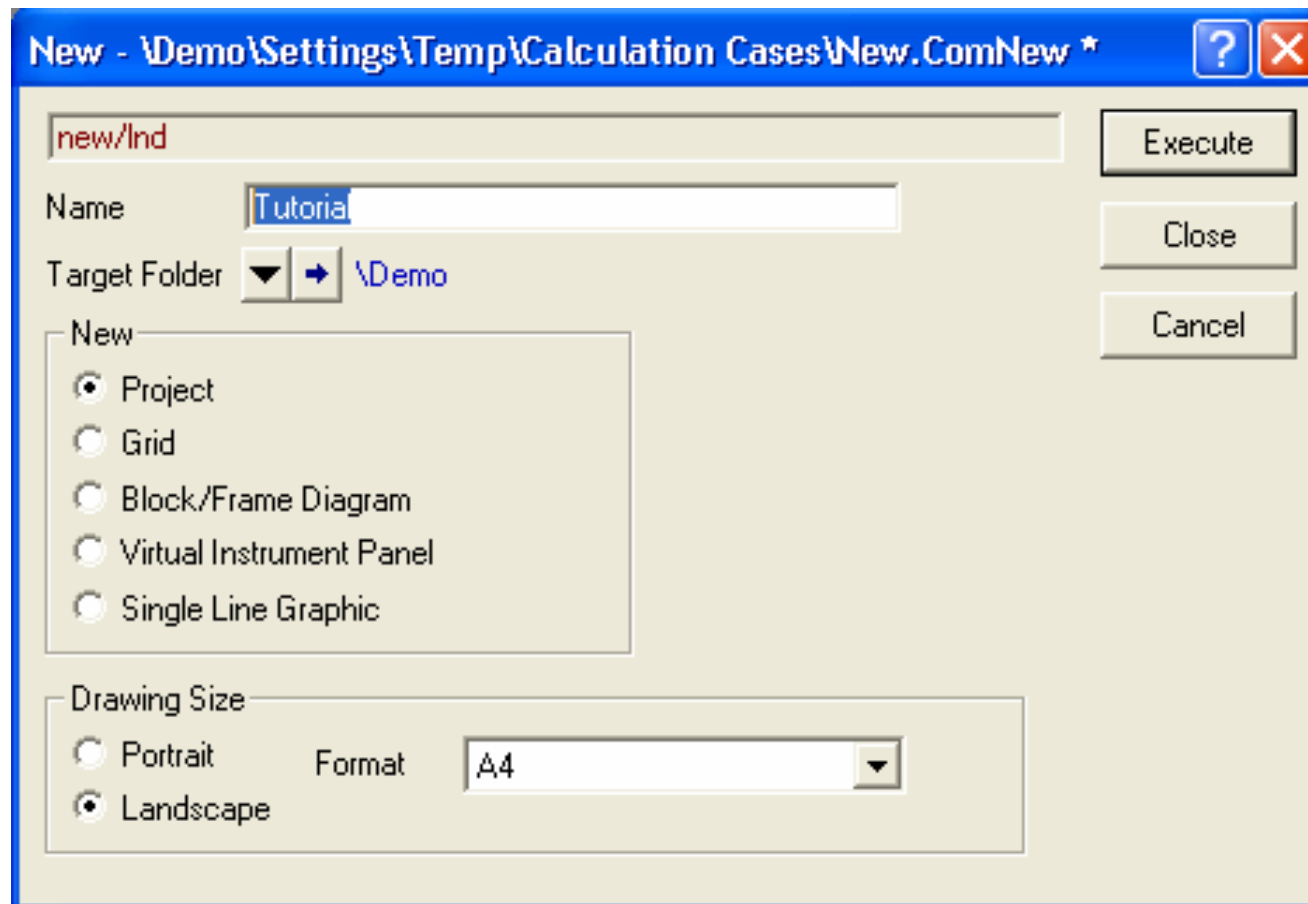 New - \Demo\Settings\Temp\Calculation Cases\New.ComNew *
new/lnd
Execute
Name Tutorial
Close
Target Folder \Demo
Cancel
New
Project
Grid
Block/Frame Diagram
Virtual Instrument Panel
Single Line Graphic
Drawing Size
Portrait
Format A4
Landscape